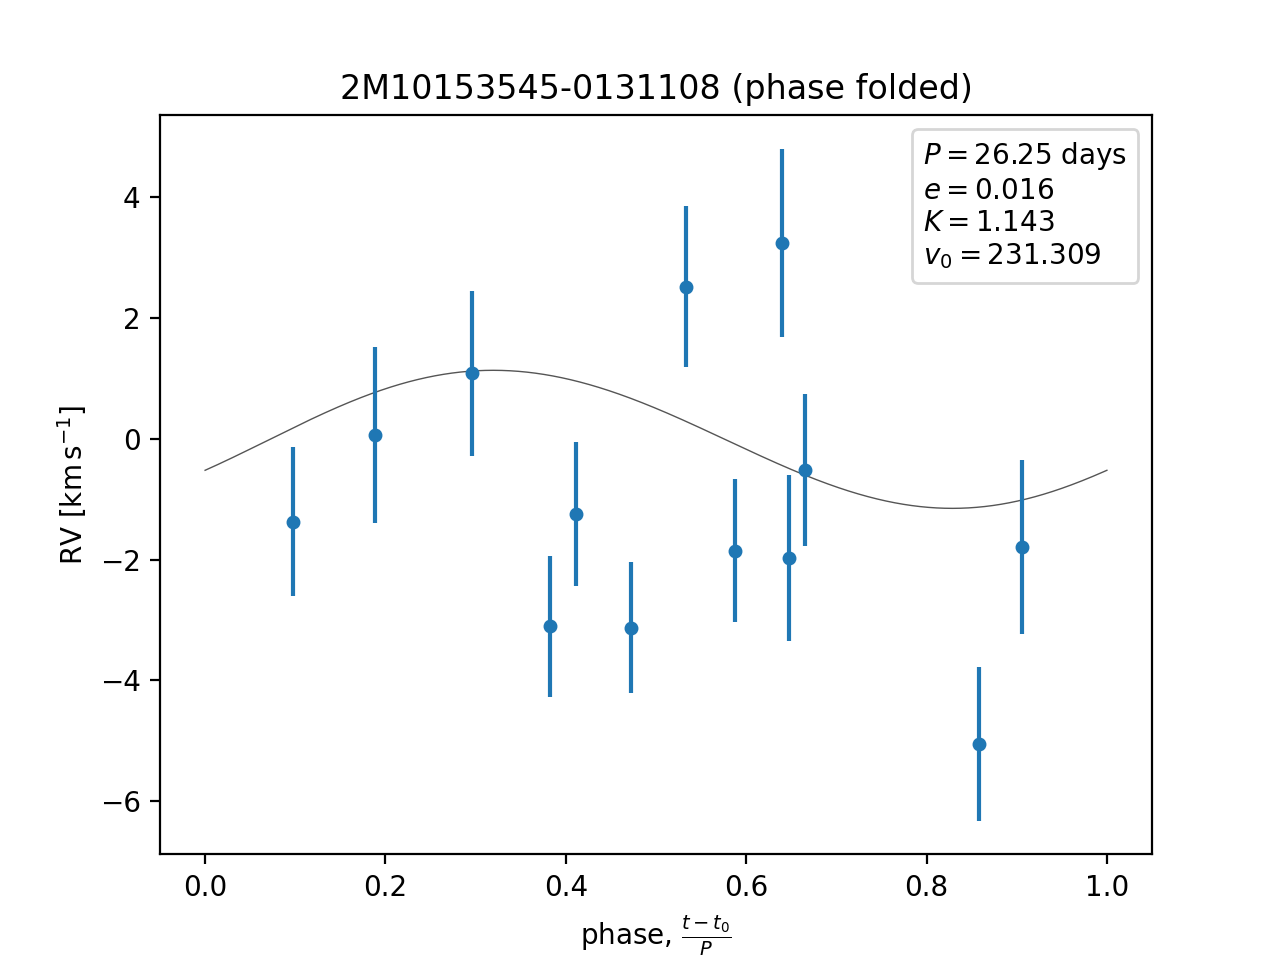 2M10153545-0131108 (phase folded)
P = 26.25 days
e = 0.016
K = 1.143
v₀ = 231.309
4
2
0
−2
−4
−6
RV [km s⁻¹]
0.0 0.2 0.4 0.6 0.8 1.0
phase, (t − t₀)/P